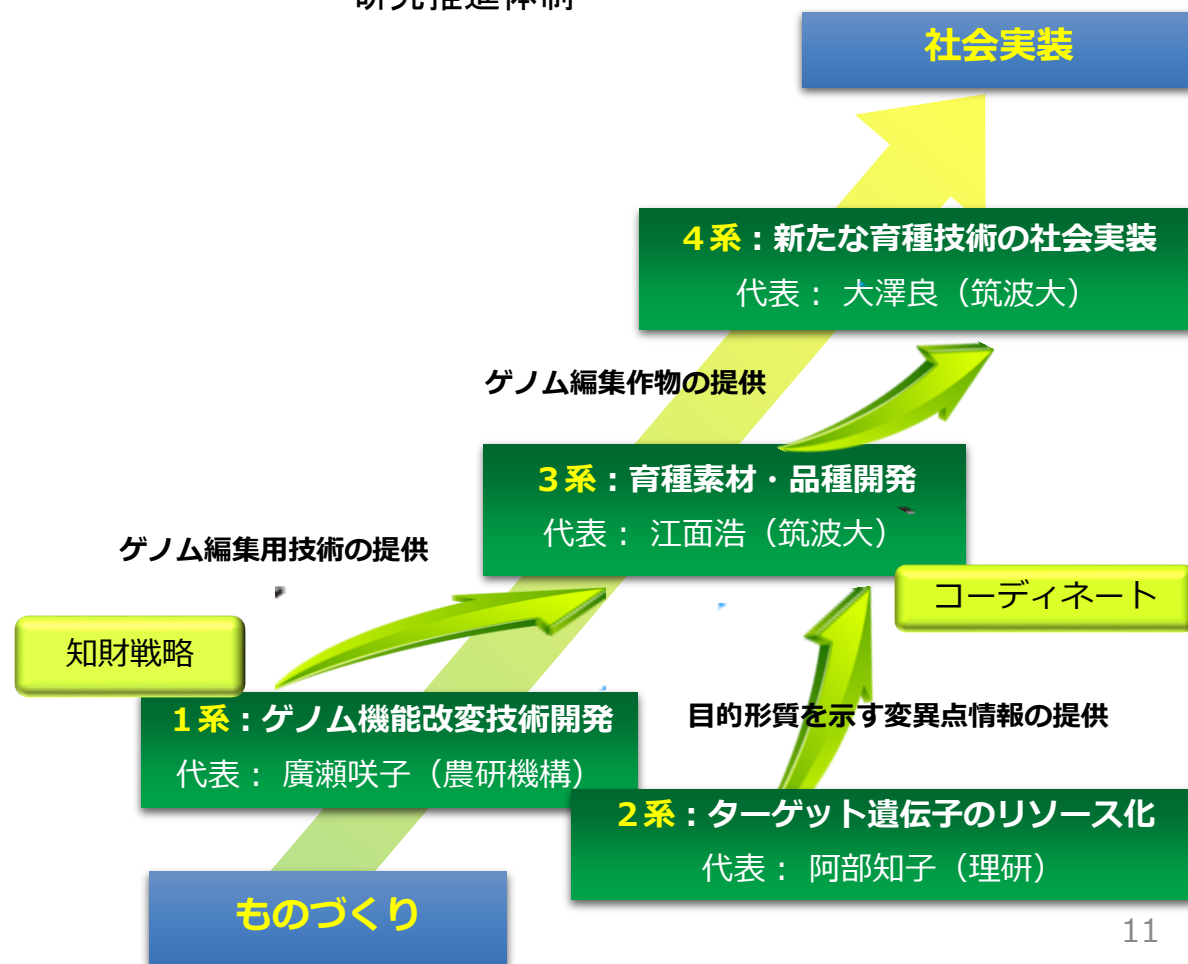 研究推進体制
社会実装
4系：新たな育種技術の社会実装
代表： 大澤良（筑波大）
ゲノム編集作物の提供
3系：育種素材・品種開発
代表： 江面浩（筑波大）
ゲノム編集用技術の提供
コーディネート
知財戦略
1系：ゲノム機能改変技術開発
代表： 廣瀬咲子（農研機構）
目的形質を示す変異点情報の提供
2系：ターゲット遺伝子のリソース化
代表： 阿部知子（理研）
ものづくり
11